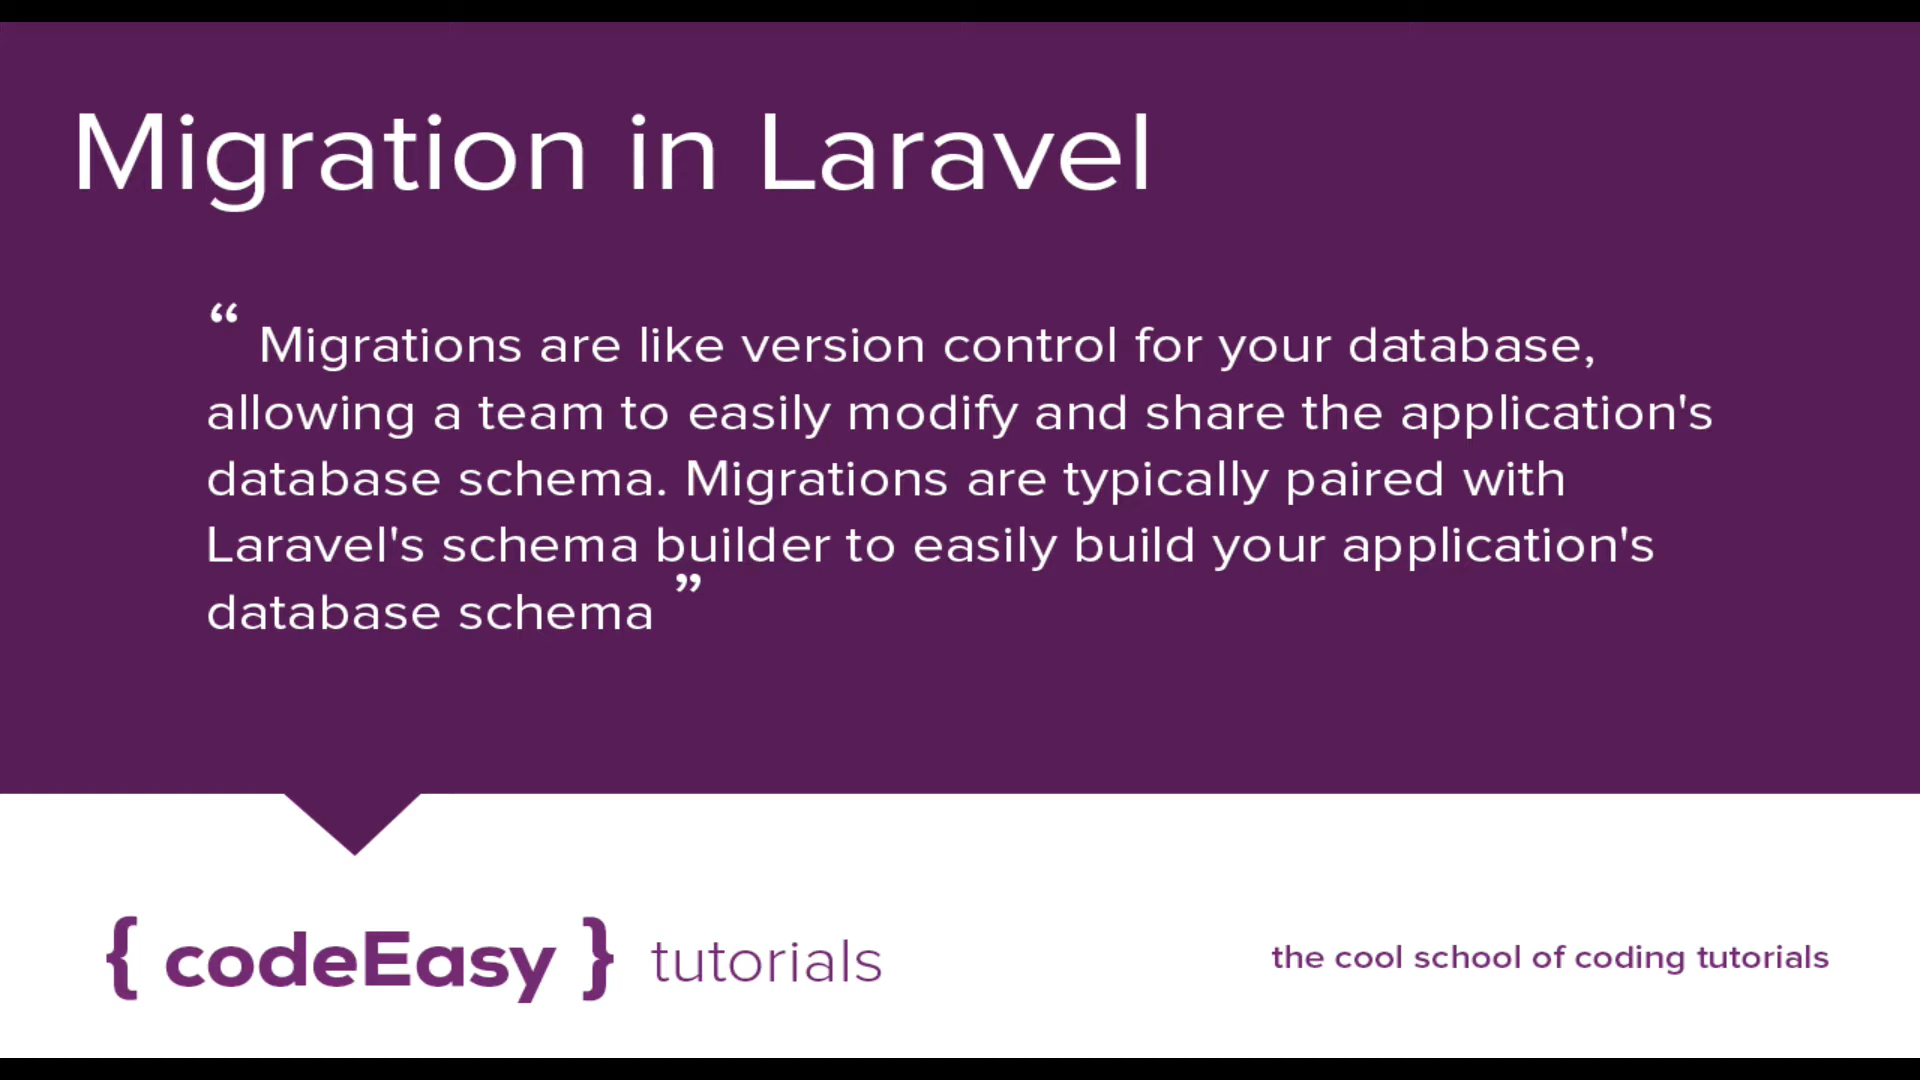 Migration in Laravel
“ Migrations are like version control for your database,
allowing a team to easily modify and share the application's
database schema. Migrations are typically paired with
Laravel's schema builder to easily build your application's
database schema ”
{ codeEasy } tutorials
the cool school of coding tutorials